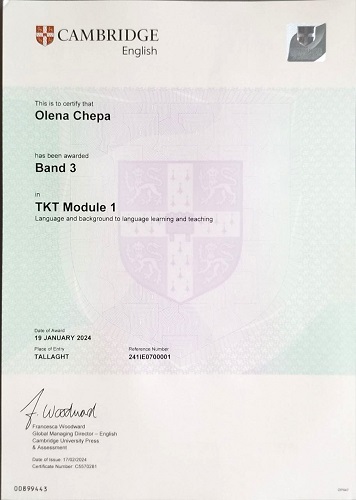 CAMBRIDGE
English
This is to certify that
Olena Chepa
has been awarded
Band 3
in
TKT Module 1
Language and background to language learning and teaching
Date of Award
19 JANUARY 2024
Place of Entry Reference Number
TALLAGHT 241IE0700001
F. Woodward
Francesca Woodward
Global Managing Director – English
Cambridge University Press
& Assessment
Date of Issue: 17/02/2024
Certificate Number: C5573281
00899443